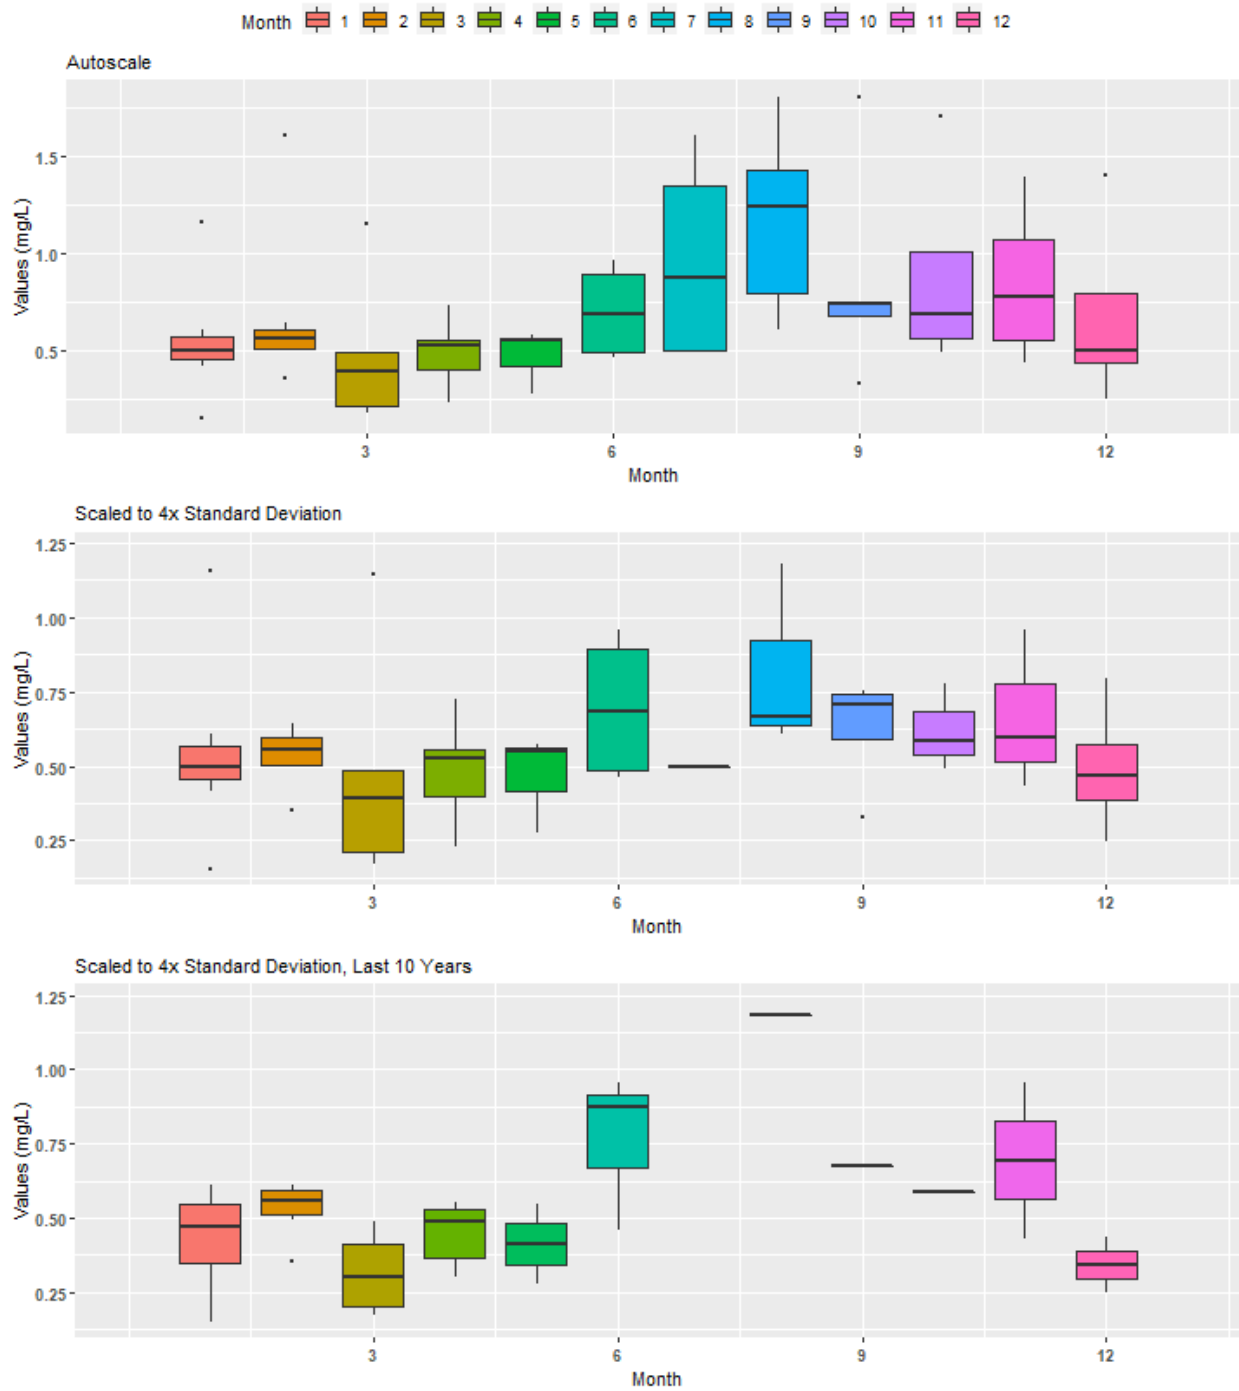 Month 1 2 3 4 5 6 7 8 9 10 11 12
Autoscale
Values (mg/L)
1.5
1.0
0.5
3 6 9 12
Month
Scaled to 4x Standard Deviation
Values (mg/L)
1.25
1.00
0.75
0.50
0.25
3 6 9 12
Month
Scaled to 4x Standard Deviation, Last 10 Years
Values (mg/L)
1.25
1.00
0.75
0.50
0.25
3 6 9 12
Month